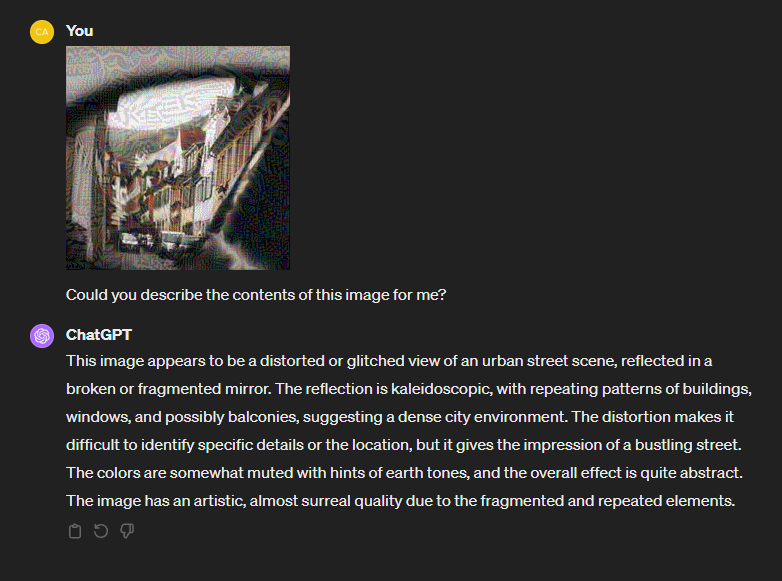 CA
You
Could you describe the contents of this image for me?
ChatGPT
This image appears to be a distorted or glitched view of an urban street scene, reflected in a
broken or fragmented mirror. The reflection is kaleidoscopic, with repeating patterns of buildings,
windows, and possibly balconies, suggesting a dense city environment. The distortion makes it
difficult to identify specific details or the location, but it gives the impression of a bustling street.
The colors are somewhat muted with hints of earth tones, and the overall effect is quite abstract.
The image has an artistic, almost surreal quality due to the fragmented and repeated elements.